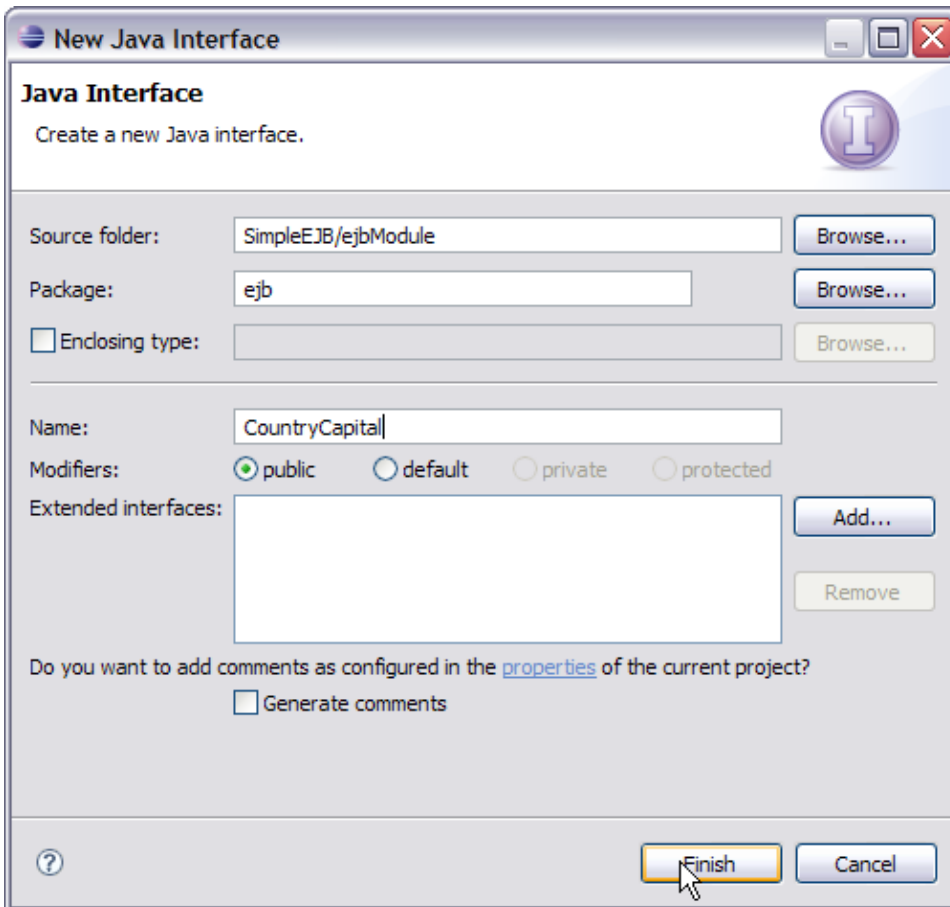 New Java Interface
Java Interface
Create a new Java interface.
Source folder: SimpleEJB/ejbModule Browse...
Package: ejb Browse...
Enclosing type: Browse...
Name: CountryCapital
Modifiers: public default private protected
Extended interfaces: Add...
Remove
Do you want to add comments as configured in the properties of the current project?
Generate comments
? Finish Cancel